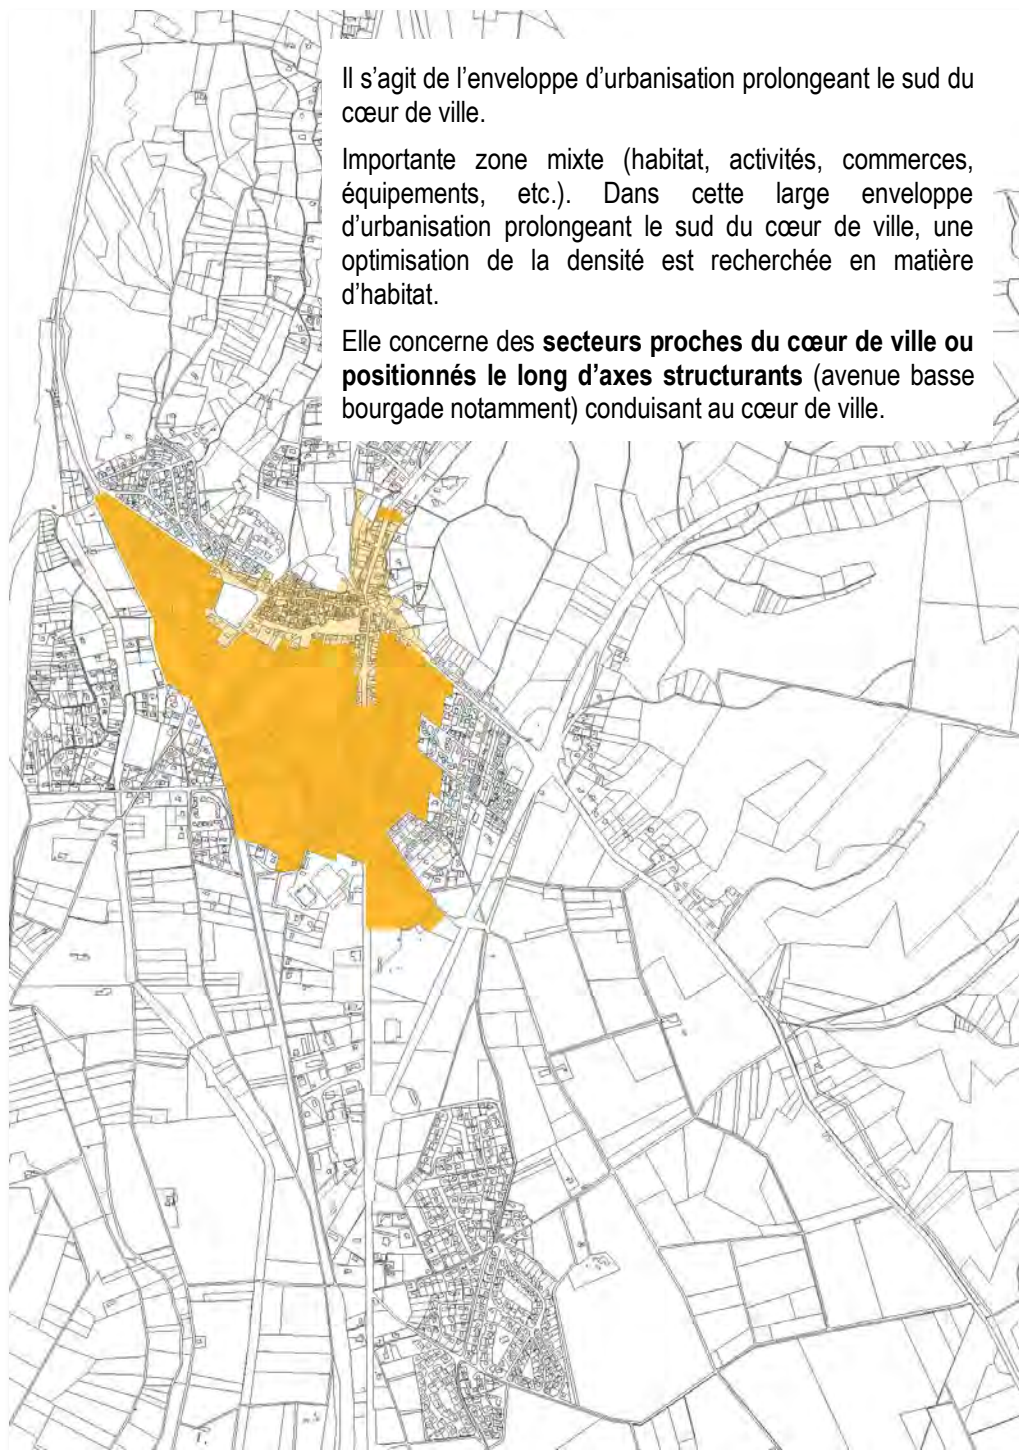 Il s’agit de l’enveloppe d’urbanisation prolongeant le sud du
cœur de ville.
Importante zone mixte (habitat, activités, commerces,
équipements, etc.). Dans cette large enveloppe
d’urbanisation prolongeant le sud du cœur de ville, une
optimisation de la densité est recherchée en matière
d’habitat.
Elle concerne des secteurs proches du cœur de ville ou
positionnés le long d’axes structurants (avenue basse
bourgade notamment) conduisant au cœur de ville.